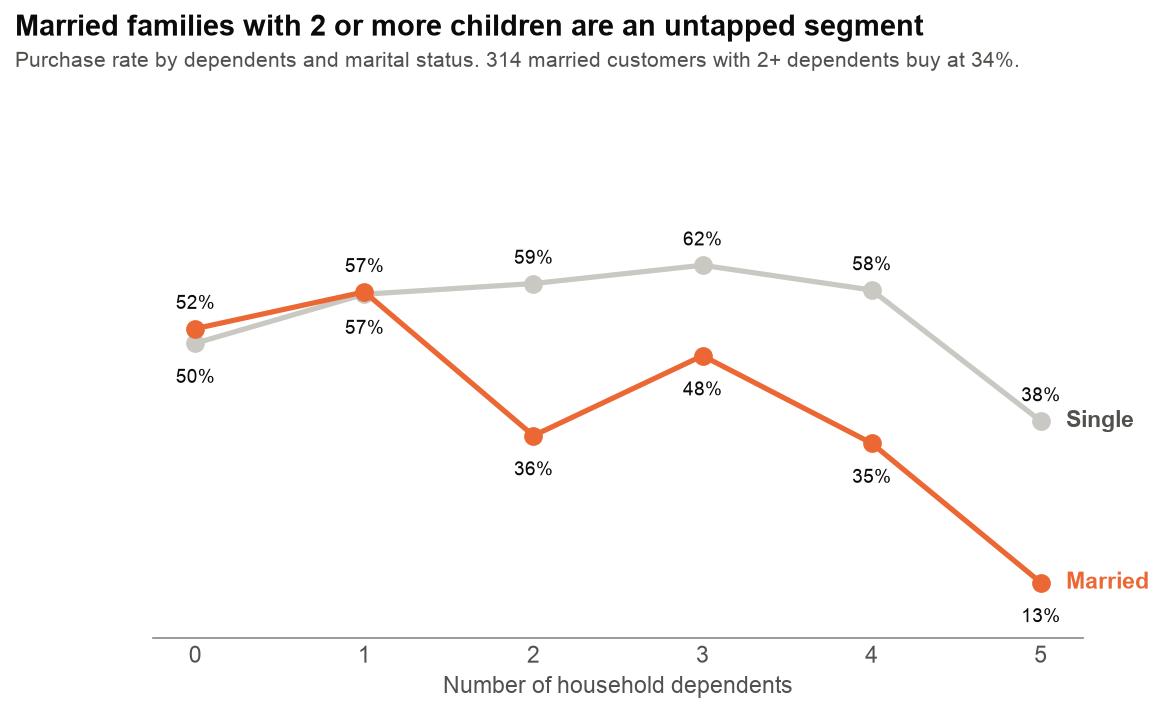 Married families with 2 or more children are an untapped segment
Purchase rate by dependents and marital status. 314 married customers with 2+ dependents buy at 34%.
62%
59%
58%
57%
52%
57%
50%
38%
48%
Single
36%
35%
Married
13%
0 1 2 3 4 5
Number of household dependents